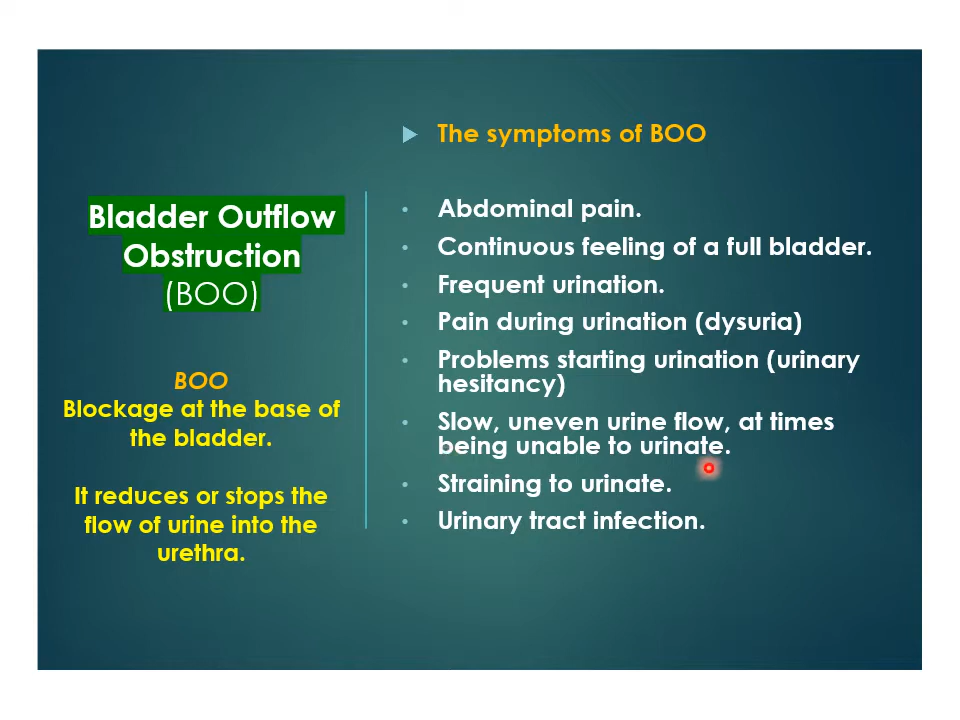 Bladder Outflow
Obstruction
(BOO)
BOO
Blockage at the base of
the bladder.
It reduces or stops the
flow of urine into the
urethra.
The symptoms of BOO
Abdominal pain.
Continuous feeling of a full bladder.
Frequent urination.
Pain during urination (dysuria)
Problems starting urination (urinary
hesitancy)
Slow, uneven urine flow, at times
being unable to urinate.
Straining to urinate.
Urinary tract infection.